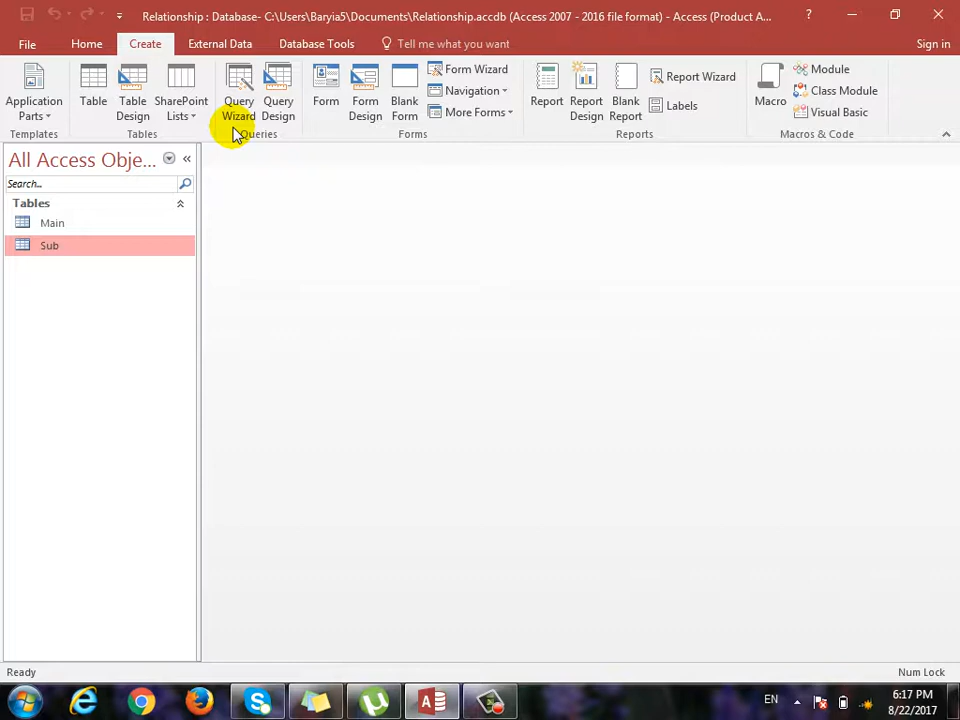 Relationship : Database- C:\Users\Baryia5\Documents\Relationship.accdb (Access 2007 - 2016 file format) - Access (Product A...
File Home Create External Data Database Tools Tell me what you want Sign in
Application Parts
Templates
Table
Table Design
SharePoint Lists
Tables
Query Wizard
Query Design
Queries
Form
Form Design
Blank Form
Form Wizard
Navigation
More Forms
Forms
Report
Report Design
Blank Report
Report Wizard
Labels
Reports
Macro
Module
Class Module
Visual Basic
Macros & Code
All Access Obje...
Search...
Tables
Main
Sub
Ready
Num Lock
EN
6:17 PM
8/22/2017